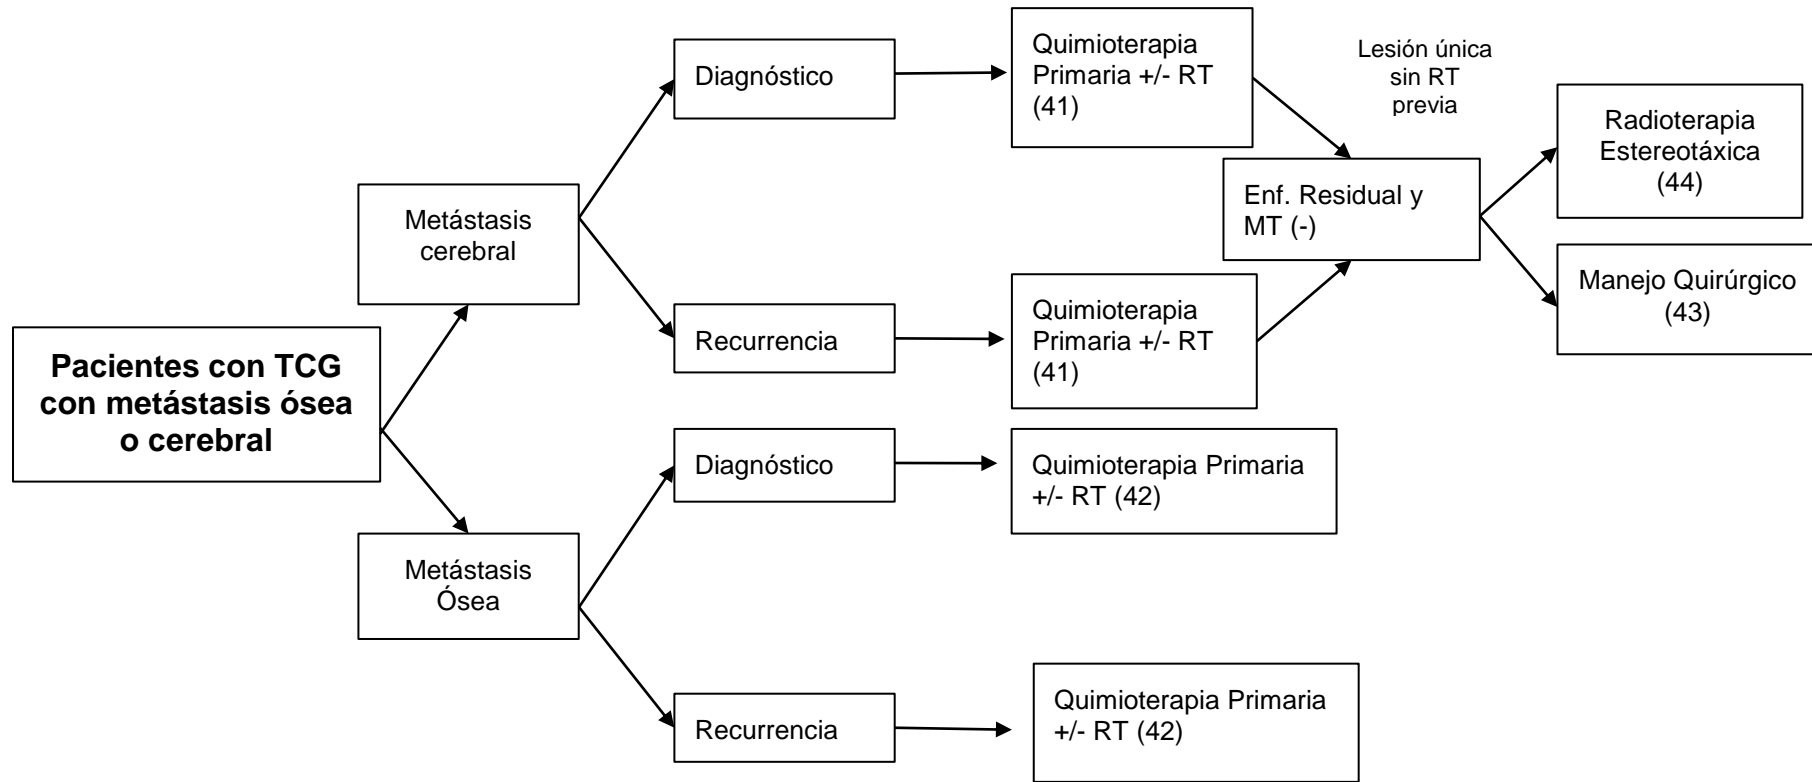 Pacientes con TCG
con metástasis ósea
o cerebral
Metástasis
cerebral
Diagnóstico
Quimioterapia
Primaria +/- RT
(41)
Recurrencia
Quimioterapia
Primaria +/- RT
(41)
Lesión única
sin RT
previa
Enf. Residual y
MT (-)
Radioterapia
Estereotáxica
(44)
Manejo Quirúrgico
(43)
Metástasis
Ósea
Diagnóstico
Quimioterapia Primaria
+/- RT (42)
Recurrencia
Quimioterapia Primaria
+/- RT (42)